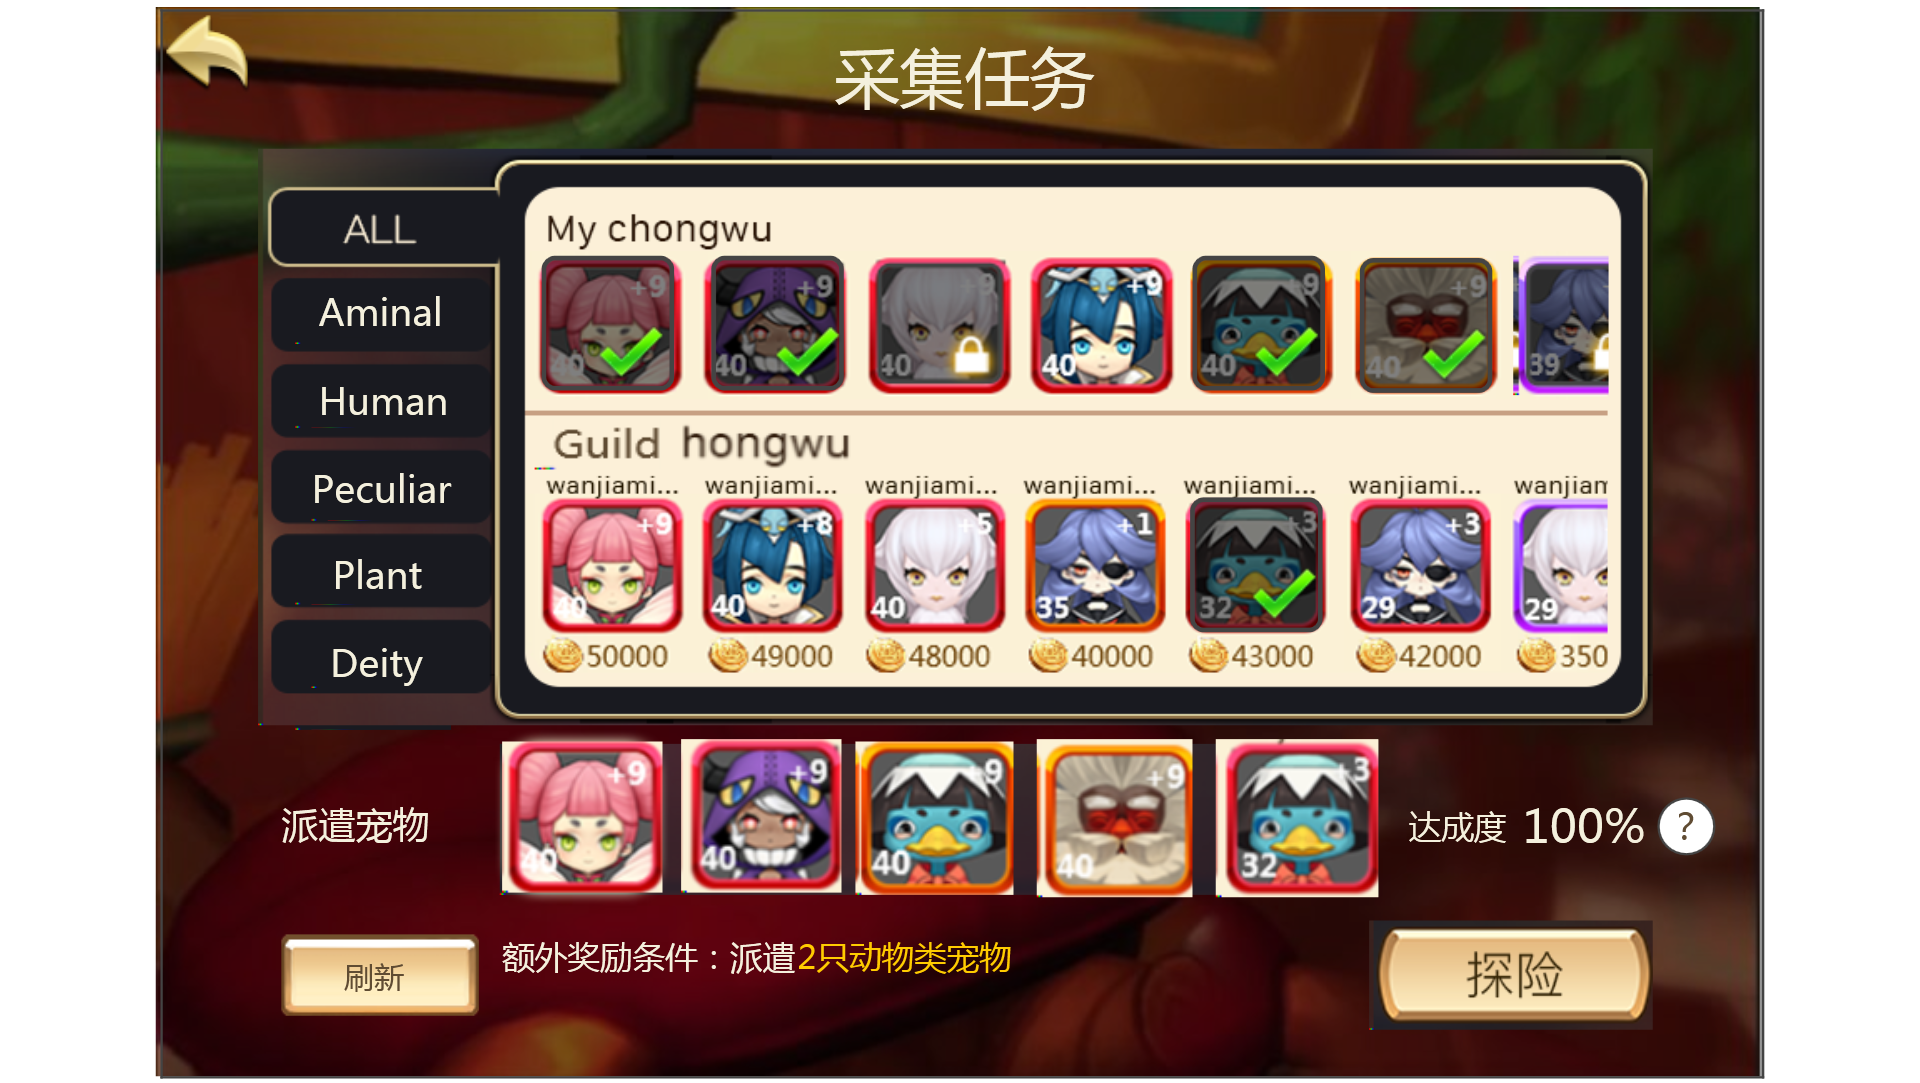 采集任务
ALL
Aminal
Human
Peculiar
Plant
Deity
My chongwu
+9 +9 +9 +9 +9 +9
40 40 40 40 40 40 39
Guild hongwu
wanjiami... wanjiami... wanjiami... wanjiami... wanjiami... wanjiami... wanjiam
+9 +8 +5 +1 +3 +3
40 40 40 35 32 29 29
50000 49000 48000 40000 43000 42000 350
派遣宠物
+9 +9 +9 +9 +3
40 40 40 40 32
达成度 100% ?
额外奖励条件：派遣2只动物类宠物
刷新
探险